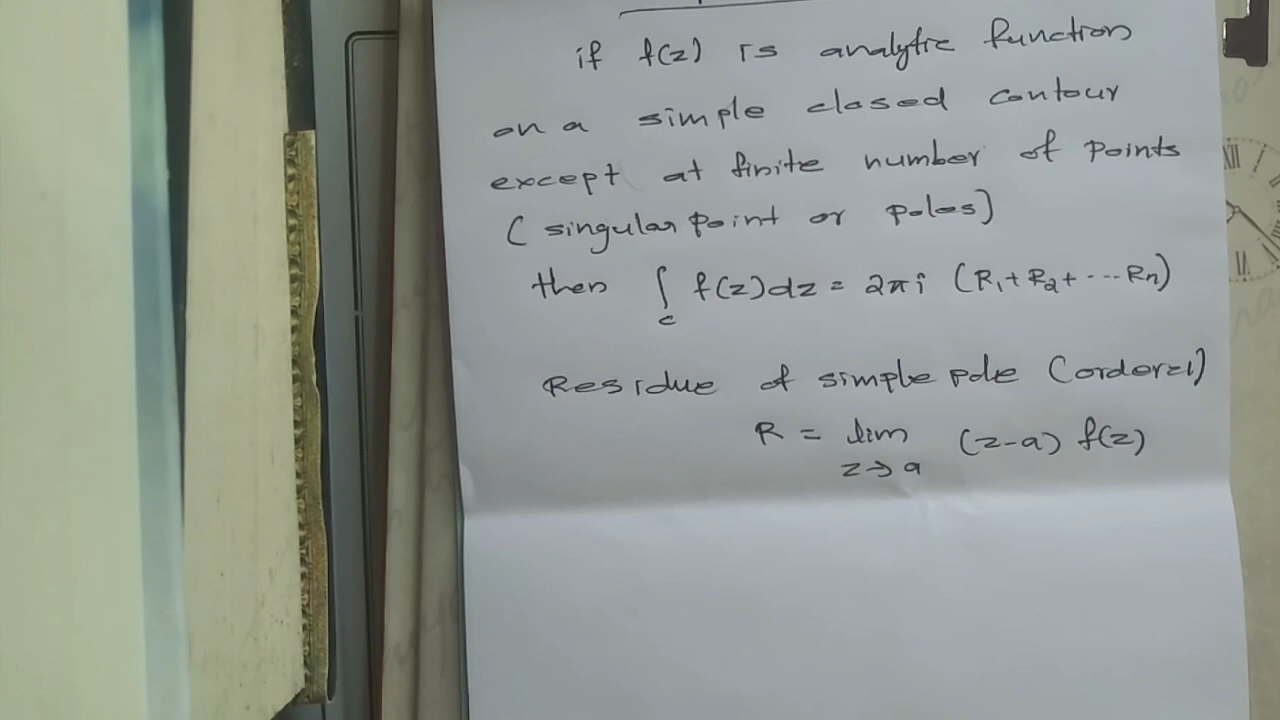 if f(z) is analytic function
on a simple closed contour
except at finite number of points
(singular point or poles)
then ∫c f(z)dz = 2πi (R1+R2+---Rn)
Residue of simple pole (order=1)
R = lim z→a (z-a) f(z)